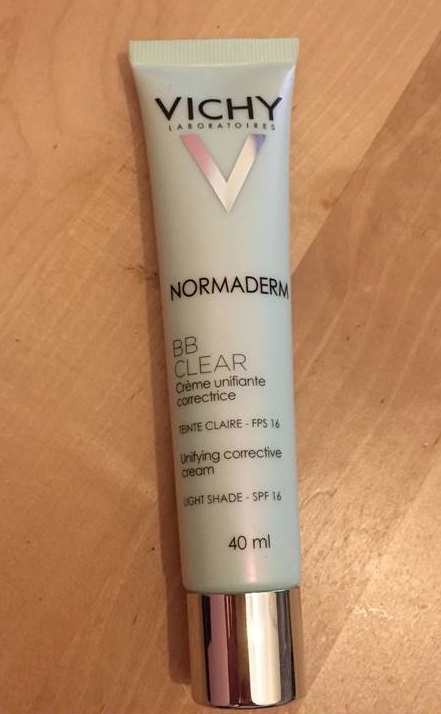 VICHY
LABORATOIRES
NORMADERM
BB
CLEAR
Crème unifiante
correctrice
TEINTE CLAIRE - FPS 16
Unifying corrective
cream
LIGHT SHADE - SPF 16
40 ml